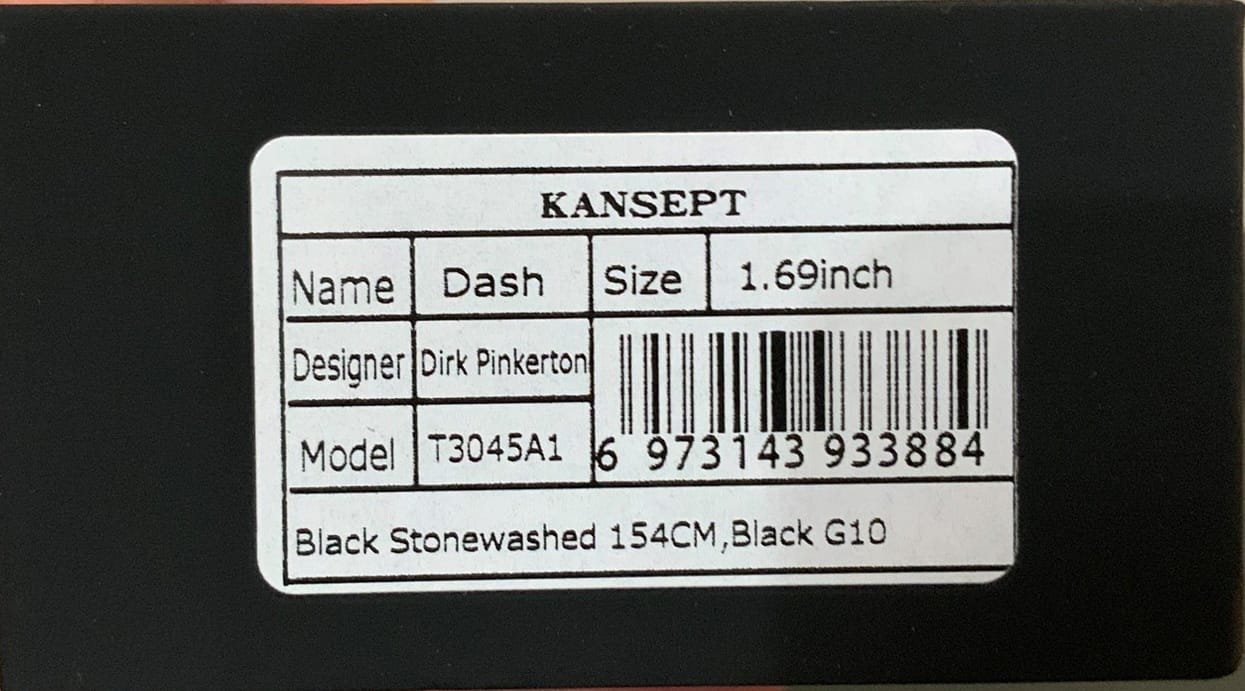 KANSEPT
Name Dash Size 1.69inch
Designer Dirk Pinkerton
Model T3045A1
6 973143 933884
Black Stonewashed 154CM,Black G10